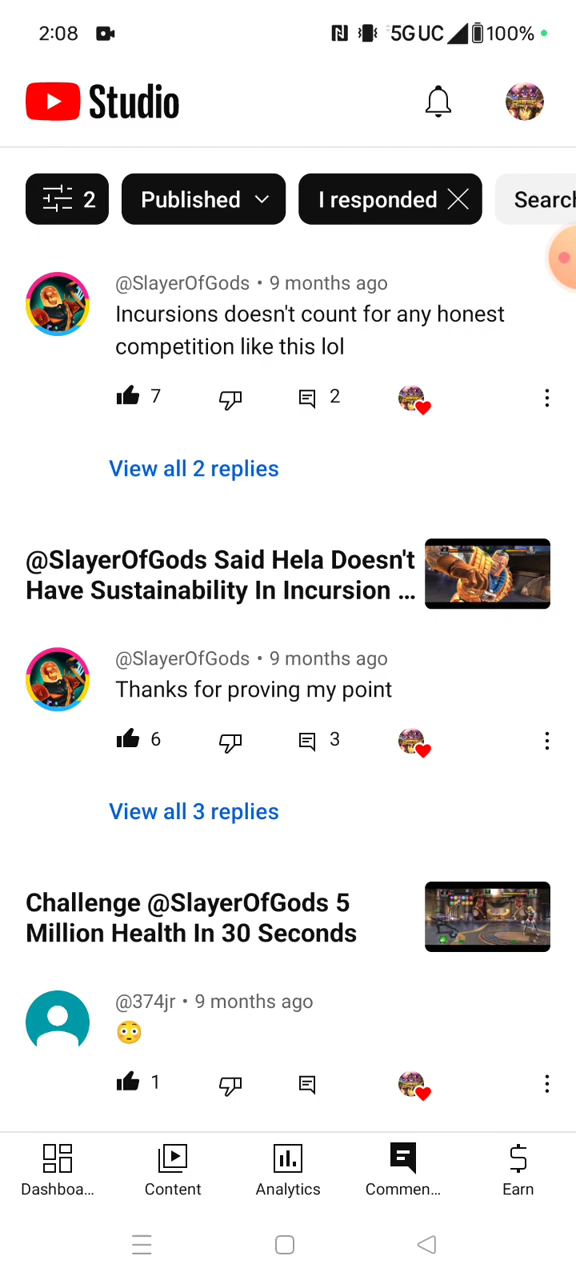 2:08 5G UC 100%
Studio
2 Published I responded Search
@SlayerOfGods • 9 months ago
Incursions doesn't count for any honest
competition like this lol
7 2
View all 2 replies
@SlayerOfGods Said Hela Doesn't
Have Sustainability In Incursion ...
@SlayerOfGods • 9 months ago
Thanks for proving my point
6 3
View all 3 replies
Challenge @SlayerOfGods 5
Million Health In 30 Seconds
@374jr • 9 months ago
😳
1
Dashboa... Content Analytics Commen... Earn